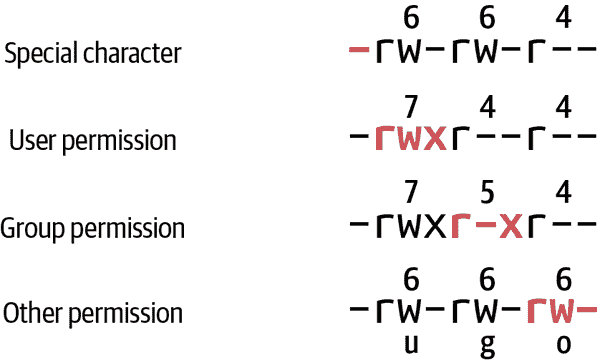 6 6 4
Special character -rw-rw-r--
7 4 4
User permission -rwxr--r--
7 5 4
Group permission -rwxr-xr--
6 6 6
Other permission -rw-rw-rw-
u g o